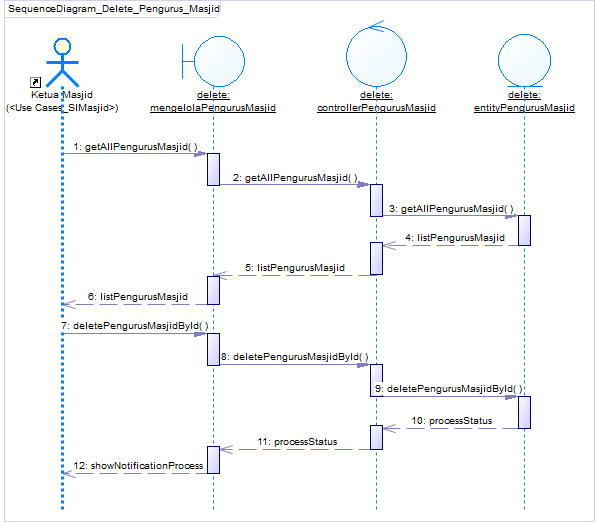 SequenceDiagram_Delete_Pengurus_Masjid
Ketua Masjid
(<Use Cases_SIMasjid>)
delete:
mengelolaPengurusMasjid
delete:
controllerPengurusMasjid
delete:
entityPengurusMasjid
1: getAllPengurusMasjid( )
2: getAllPengurusMasjid( )
3: getAllPengurusMasjid( )
4: listPengurusMasjid
5: listPengurusMasjid
6: listPengurusMasjid
7: deletePengurusMasjidById( )
8: deletePengurusMasjidById( )
9: deletePengurusMasjidById( )
10: processStatus
11: processStatus
12: showNotificationProcess